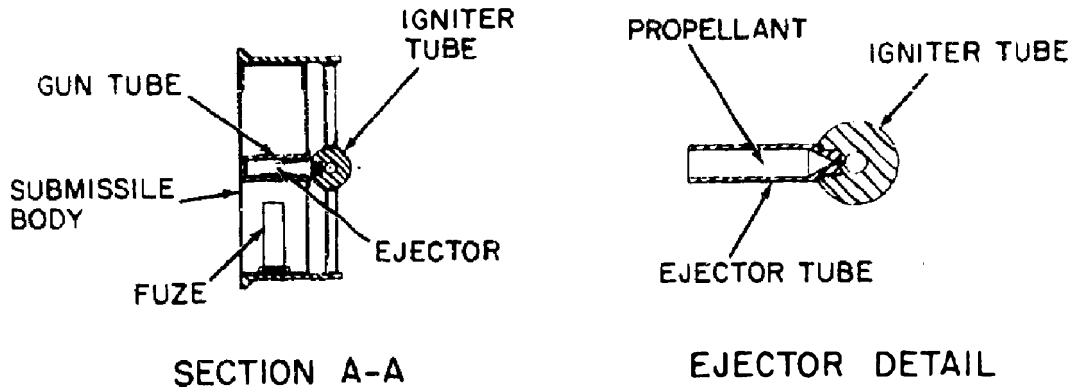 IGNITER
TUBE
GUN TUBE
SUBMISSILE
BODY
EJECTOR
FUZE
SECTION A-A
PROPELLANT
IGNITER TUBE
EJECTOR TUBE
EJECTOR DETAIL